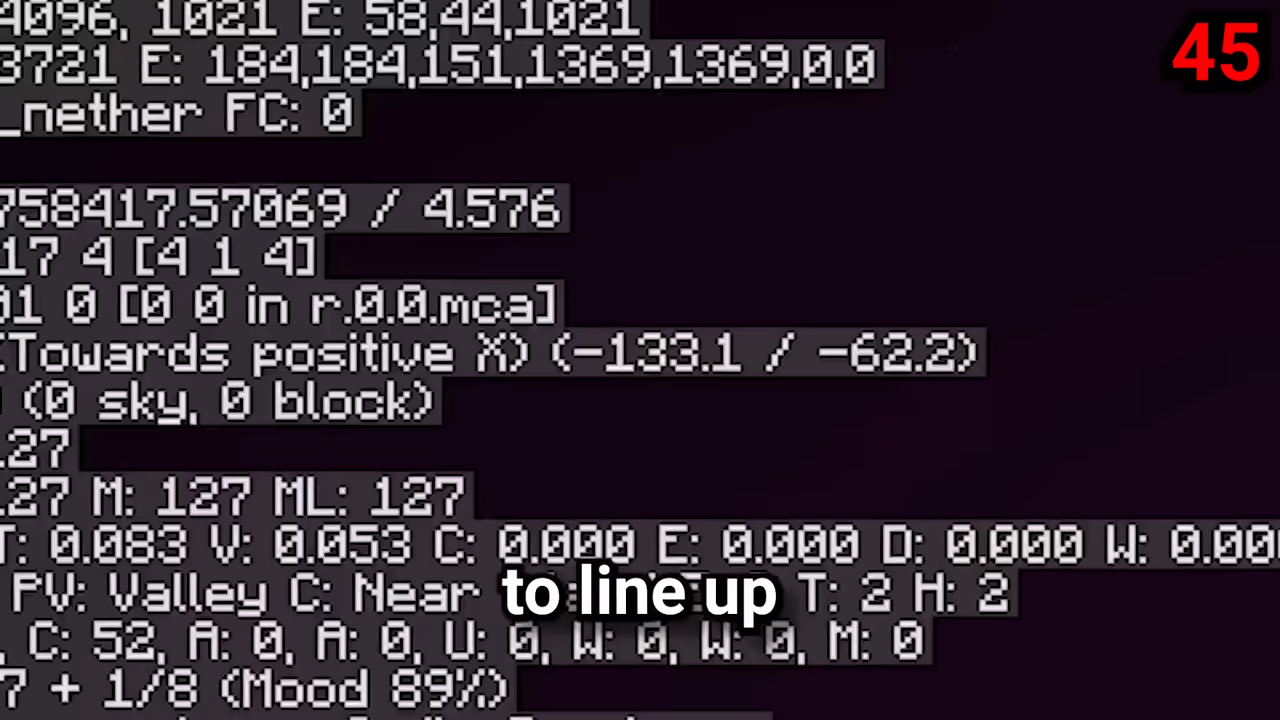 4096, 1021 E: 58,44,1021
45
3721 E: 184,184,151,1369,1369,0,0
_nether FC: 0
758417.57069 / 4.576
17 4 [4 1 4]
01 0 [0 0 in r.0.0.mca]
(Towards positive X) (-133.1 / -62.2)
(0 sky, 0 block)
127
127 M: 127 ML: 127
T: 0.083 V: 0.053 C: 0.000 E: 0.000 D: 0.000 W: 0.00
PV: Valley C: Near T: 2 H: 2
to line up
, C: 52, A: 0, A: 0, U: 0, W: 0, W: 0, M: 0
7 + 1/8 (Mood 89%)